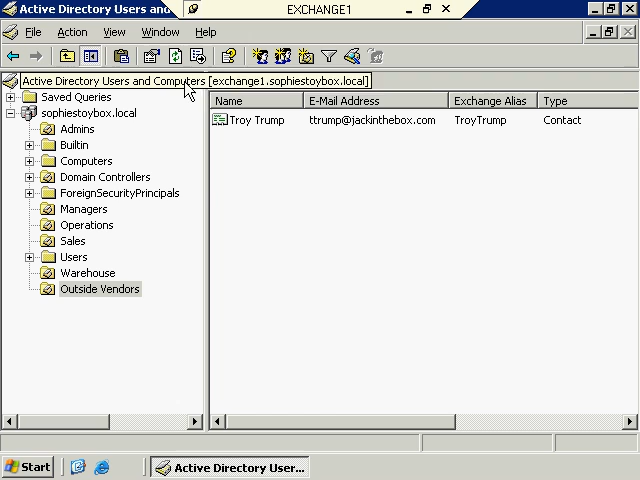 Active Directory Users and
EXCHANGE1
File Action View Window Help
Active Directory Users and Computers [exchange1.sophiestoybox.local]
Saved Queries
sophiestoybox.local
Admins
Builtin
Computers
Domain Controllers
ForeignSecurityPrincipals
Managers
Operations
Sales
Users
Warehouse
Outside Vendors
Name E-Mail Address Exchange Alias Type
Troy Trump ttrump@jackinthebox.com TroyTrump Contact
Start
Active Directory User...